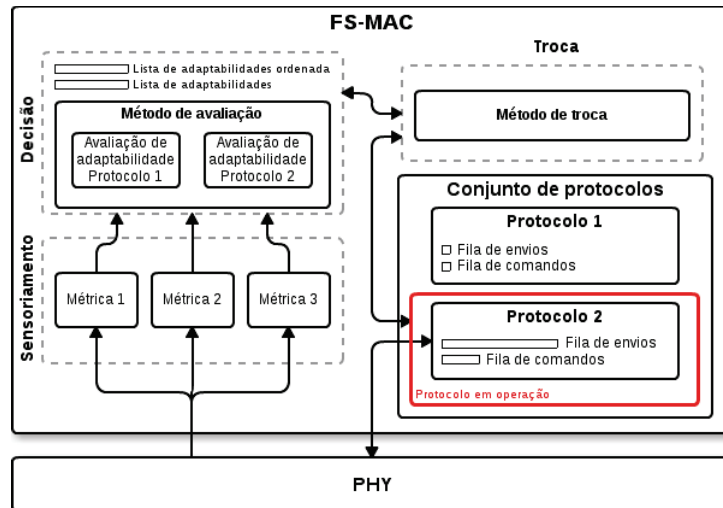 FS-MAC
Troca
Lista de adaptabilidades ordenada
Lista de adaptabilidades
Decisão
Método de avaliação
Avaliação de
adaptabilidade
Protocolo 1
Avaliação de
adaptabilidade
Protocolo 2
Método de troca
Conjunto de protocolos
Protocolo 1
Fila de envios
Fila de comandos
Sensoriamento
Métrica 1
Métrica 2
Métrica 3
Protocolo 2
Fila de envios
Fila de comandos
Protocolo em operação
PHY